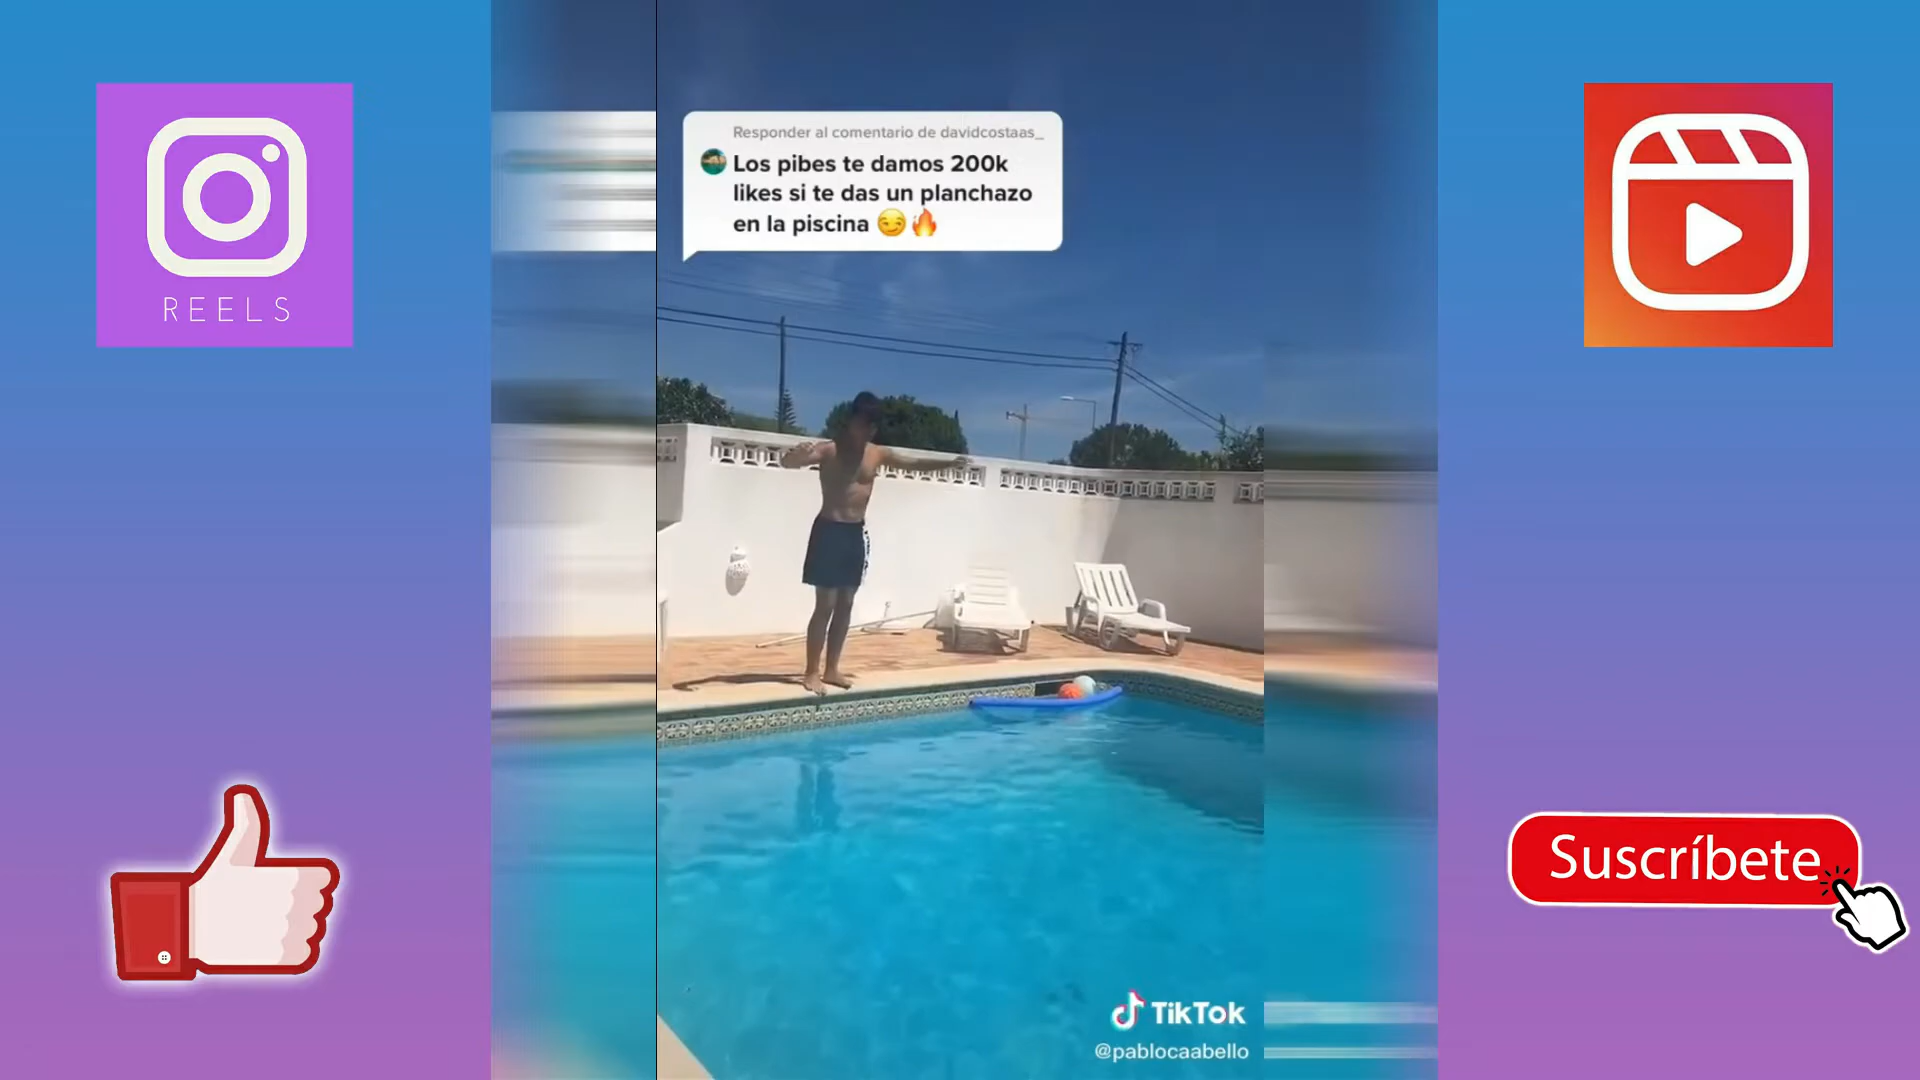 REELS
Responder al comentario de davidcostaas_
Los pibes te damos 200k
likes si te das un planchazo
en la piscina 😏🔥
Suscríbete
TikTok
@pablocaabello